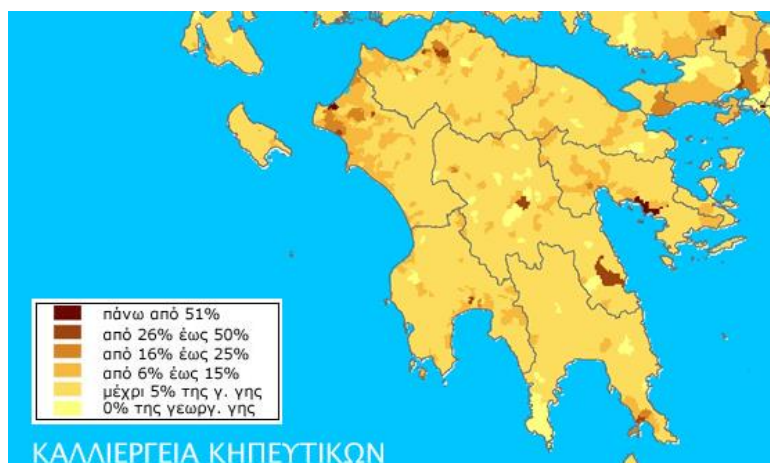 πάνω από 51%
από 26% έως 50%
από 16% έως 25%
από 6% έως 15%
μέχρι 5% της γ. γης
0% της γεωργ. γης
ΚΑΛΛΙΕΡΓΕΙΑ ΚΗΠΕΥΤΙΚΩΝ